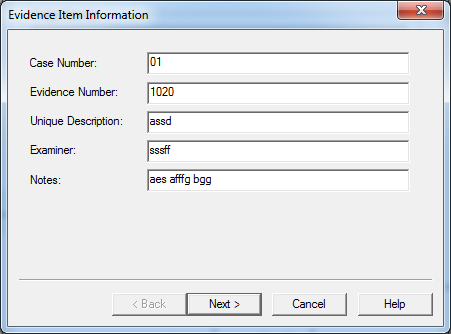 Evidence Item Information
Case Number: 01
Evidence Number: 1020
Unique Description: assd
Examiner: sssff
Notes: aes afffg bgg
< Back Next > Cancel Help